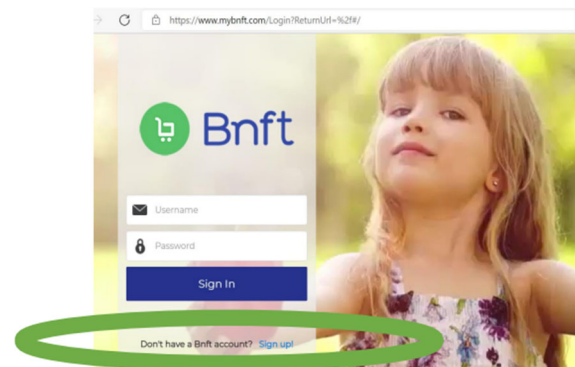 https://www.mybnft.com/Login?ReturnUrl=%2f#/
Bnft
Username
Password
Sign In
Don't have a Bnft account? Sign up!